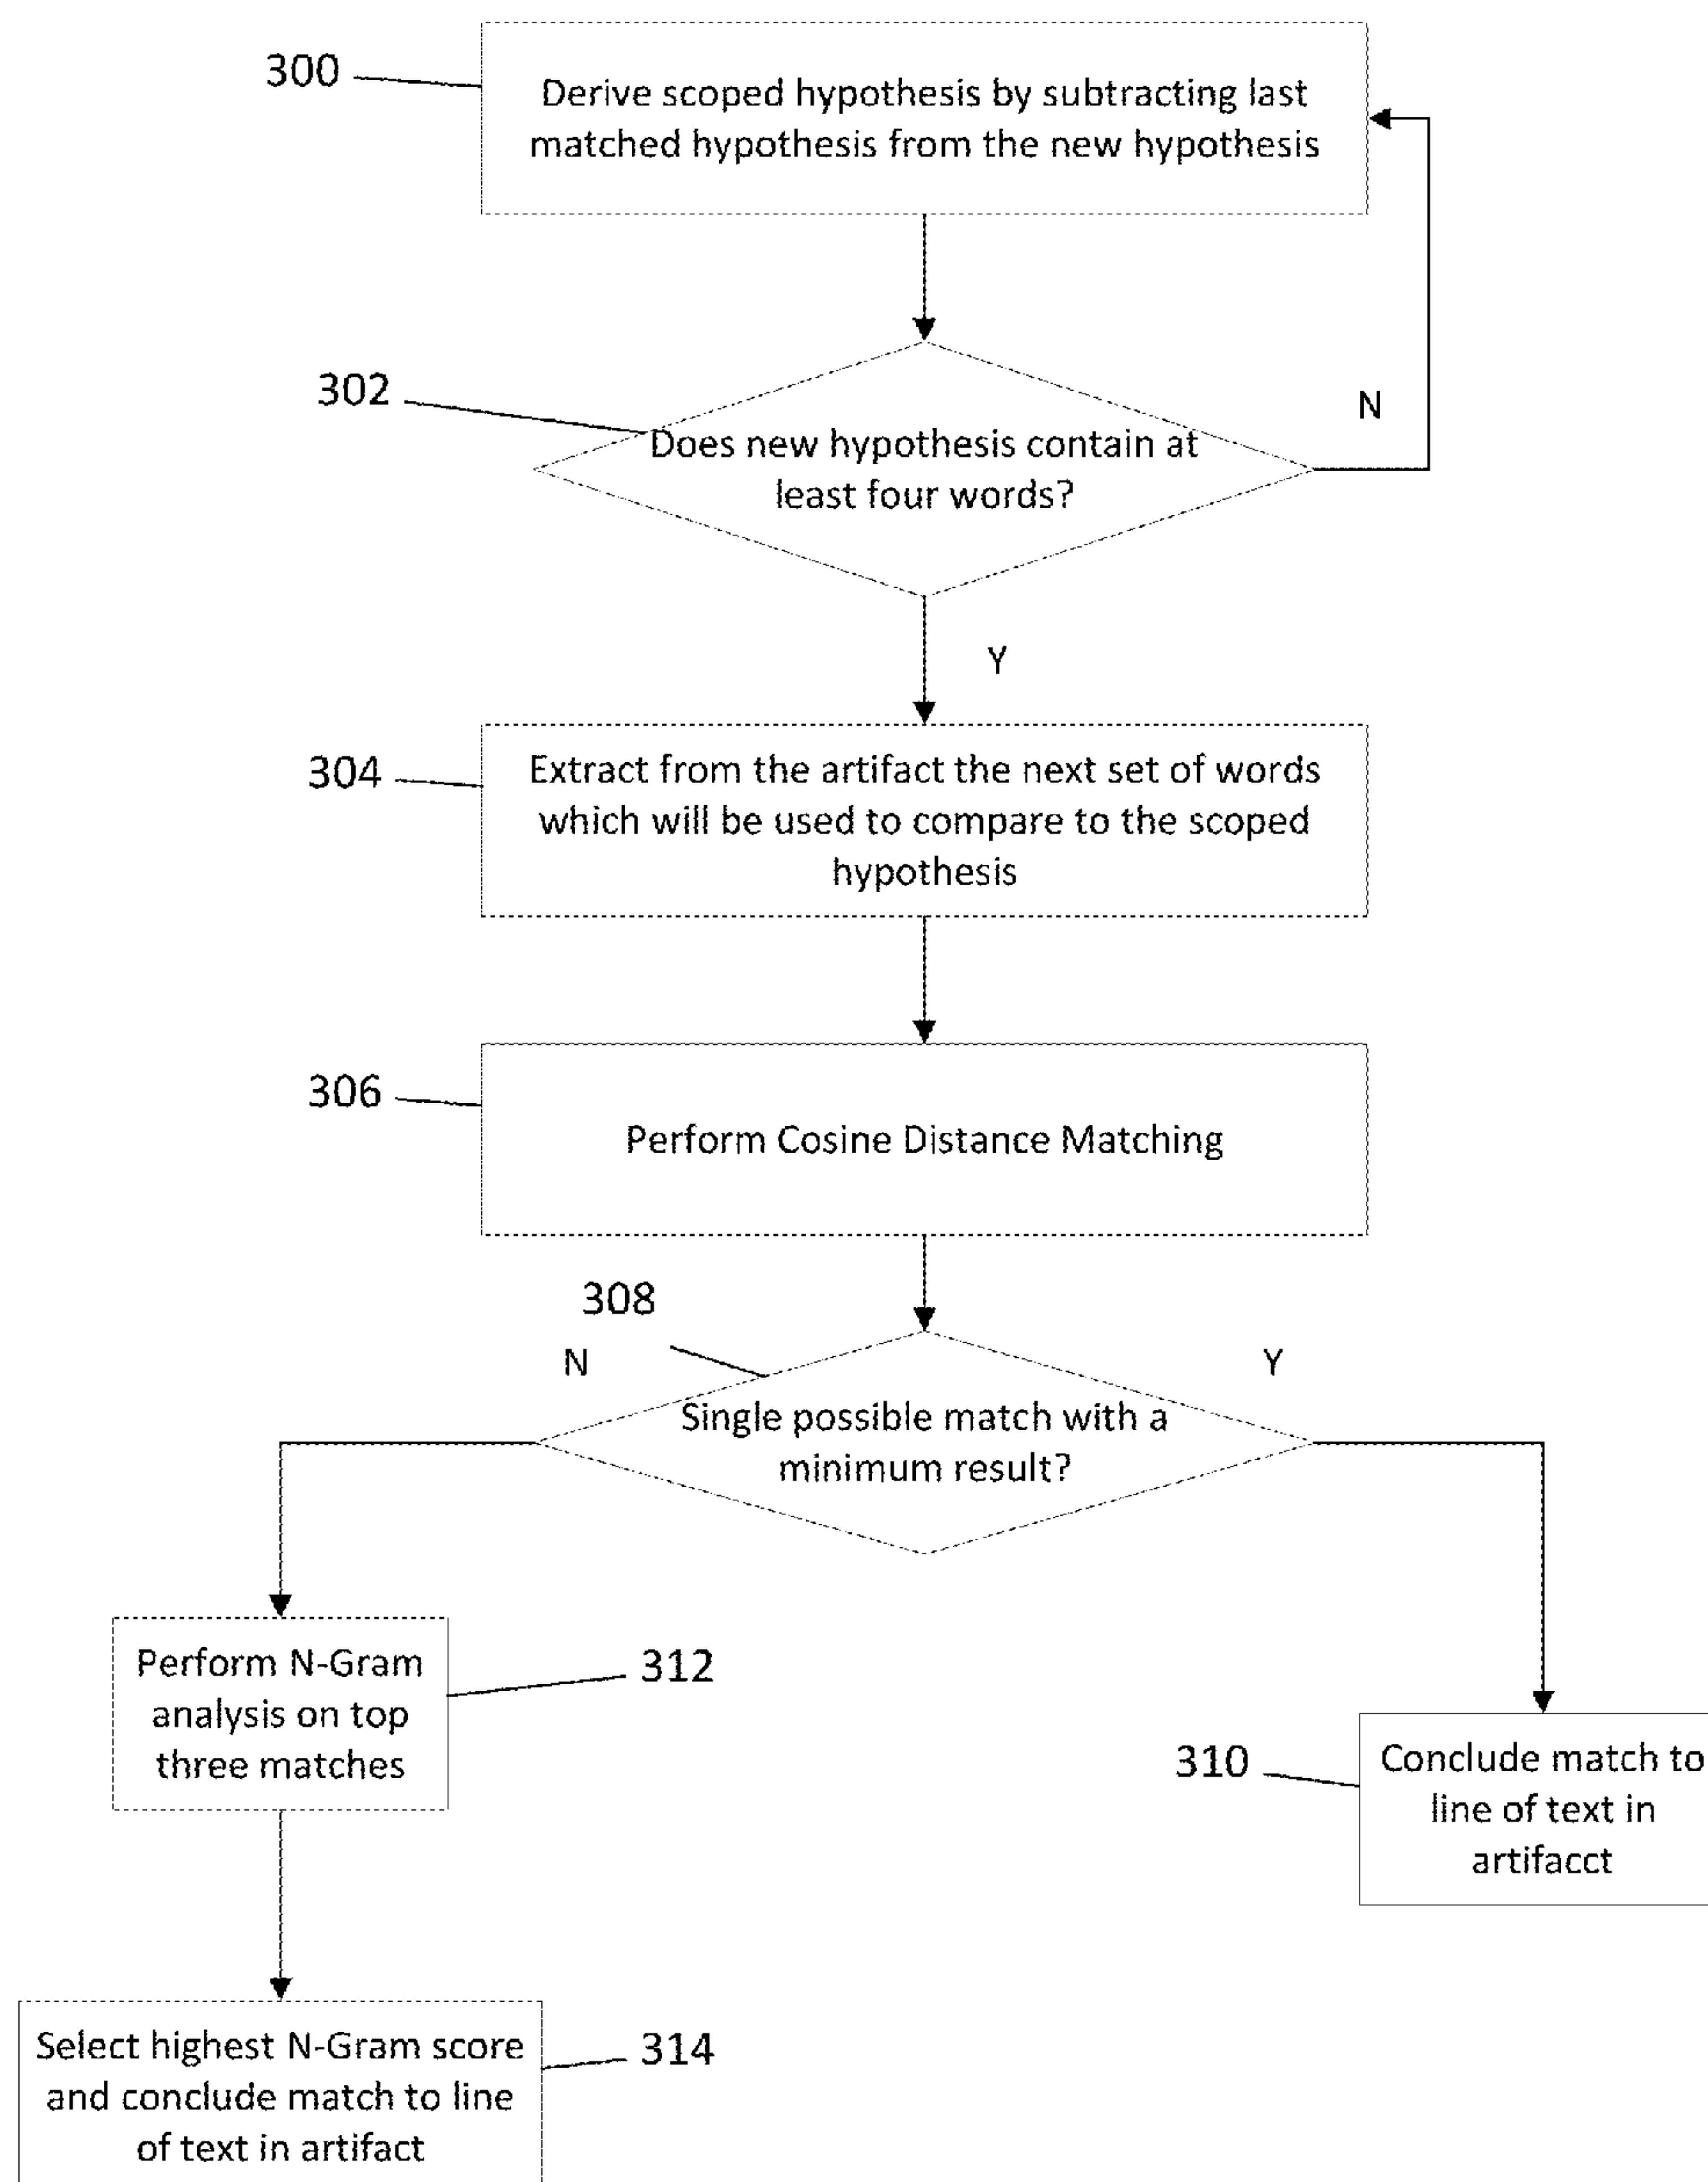 300
Derive scoped hypothesis by subtracting last
matched hypothesis from the new hypothesis
302
N
Does new hypothesis contain at
least four words?
Y
304
Extract from the artifact the next set of words
which will be used to compare to the scoped
hypothesis
306
Perform Cosine Distance Matching
308
N
Y
Single possible match with a
minimum result?
Perform N-Gram
analysis on top
three matches
312
310
Conclude match to
line of text in
artifacct
Select highest N-Gram score
and conclude match to line
of text in artifact
314